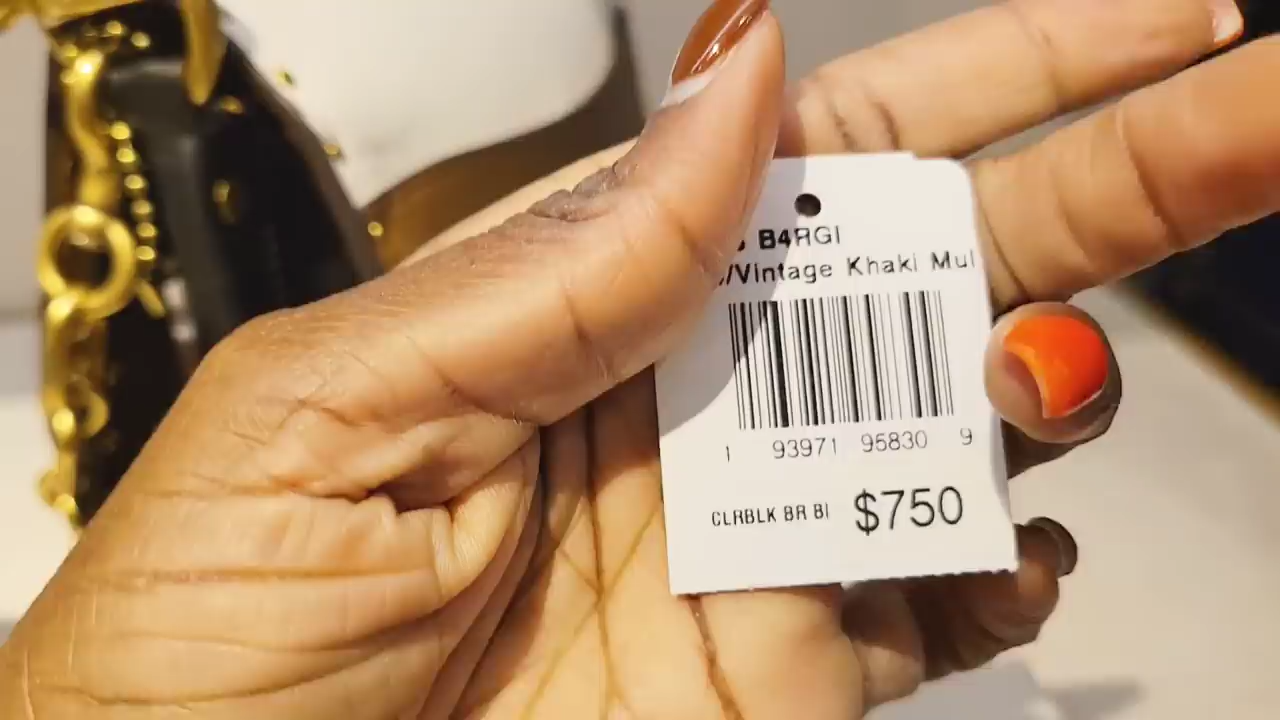 B4RGI
/Vintage Khaki Mul
1 93971 95830 9
CLRBLK BR BI $750